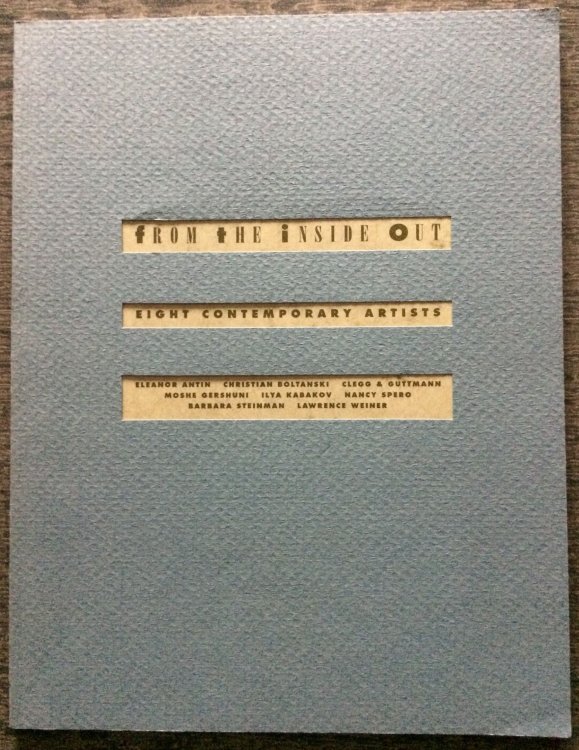 fROM tHE iNSIDE OUT
EIGHT CONTEMPORARY ARTISTS
ELEANOR ANTIN CHRISTIAN BOLTANSKI CLEGG & GUTTMANN
MOSHE GERSHUNI ILYA KABAKOV NANCY SPERO
BARBARA STEINMAN LAWRENCE WEINER